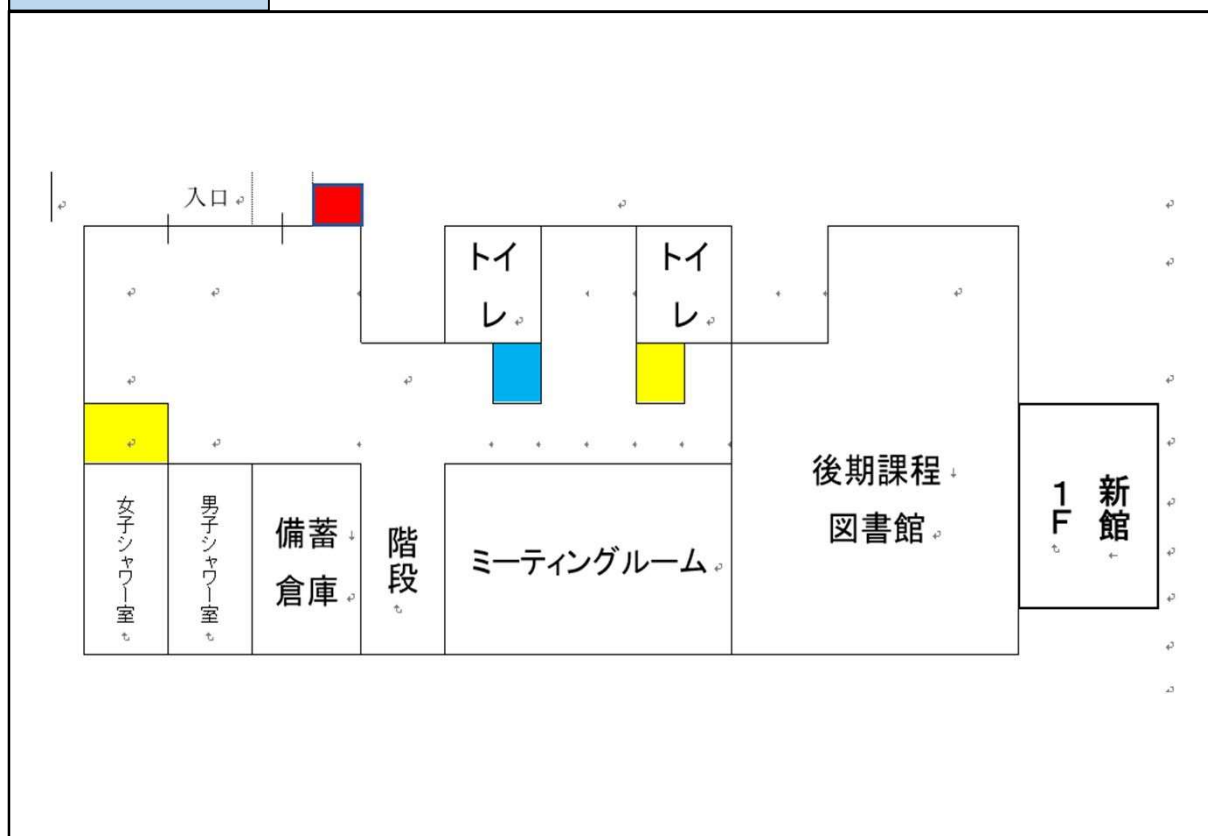 入口
トイ
レ
トイ
レ
後期課程
図書館
新館
1F
女子シャワー室
男子シャワー室
備蓄
倉庫
階段
ミーティングルーム